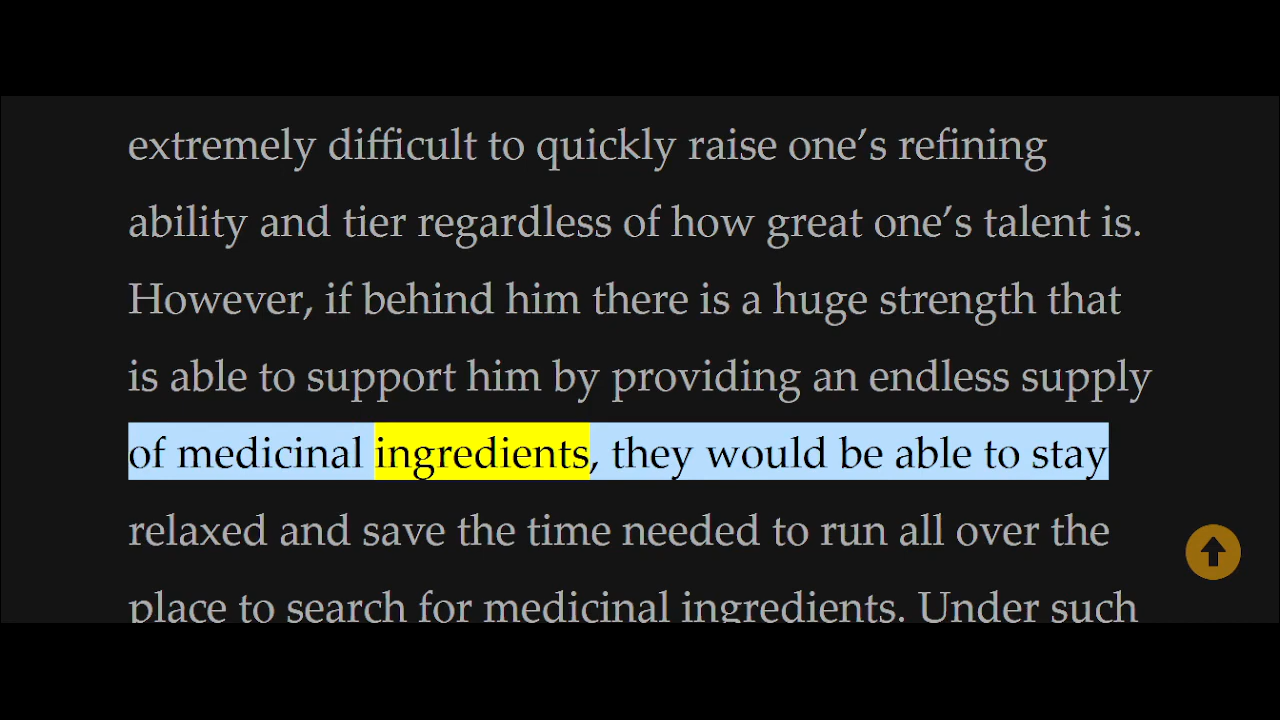 extremely difficult to quickly raise one’s refining
ability and tier regardless of how great one’s talent is.
However, if behind him there is a huge strength that
is able to support him by providing an endless supply
of medicinal ingredients, they would be able to stay
relaxed and save the time needed to run all over the
place to search for medicinal ingredients. Under such